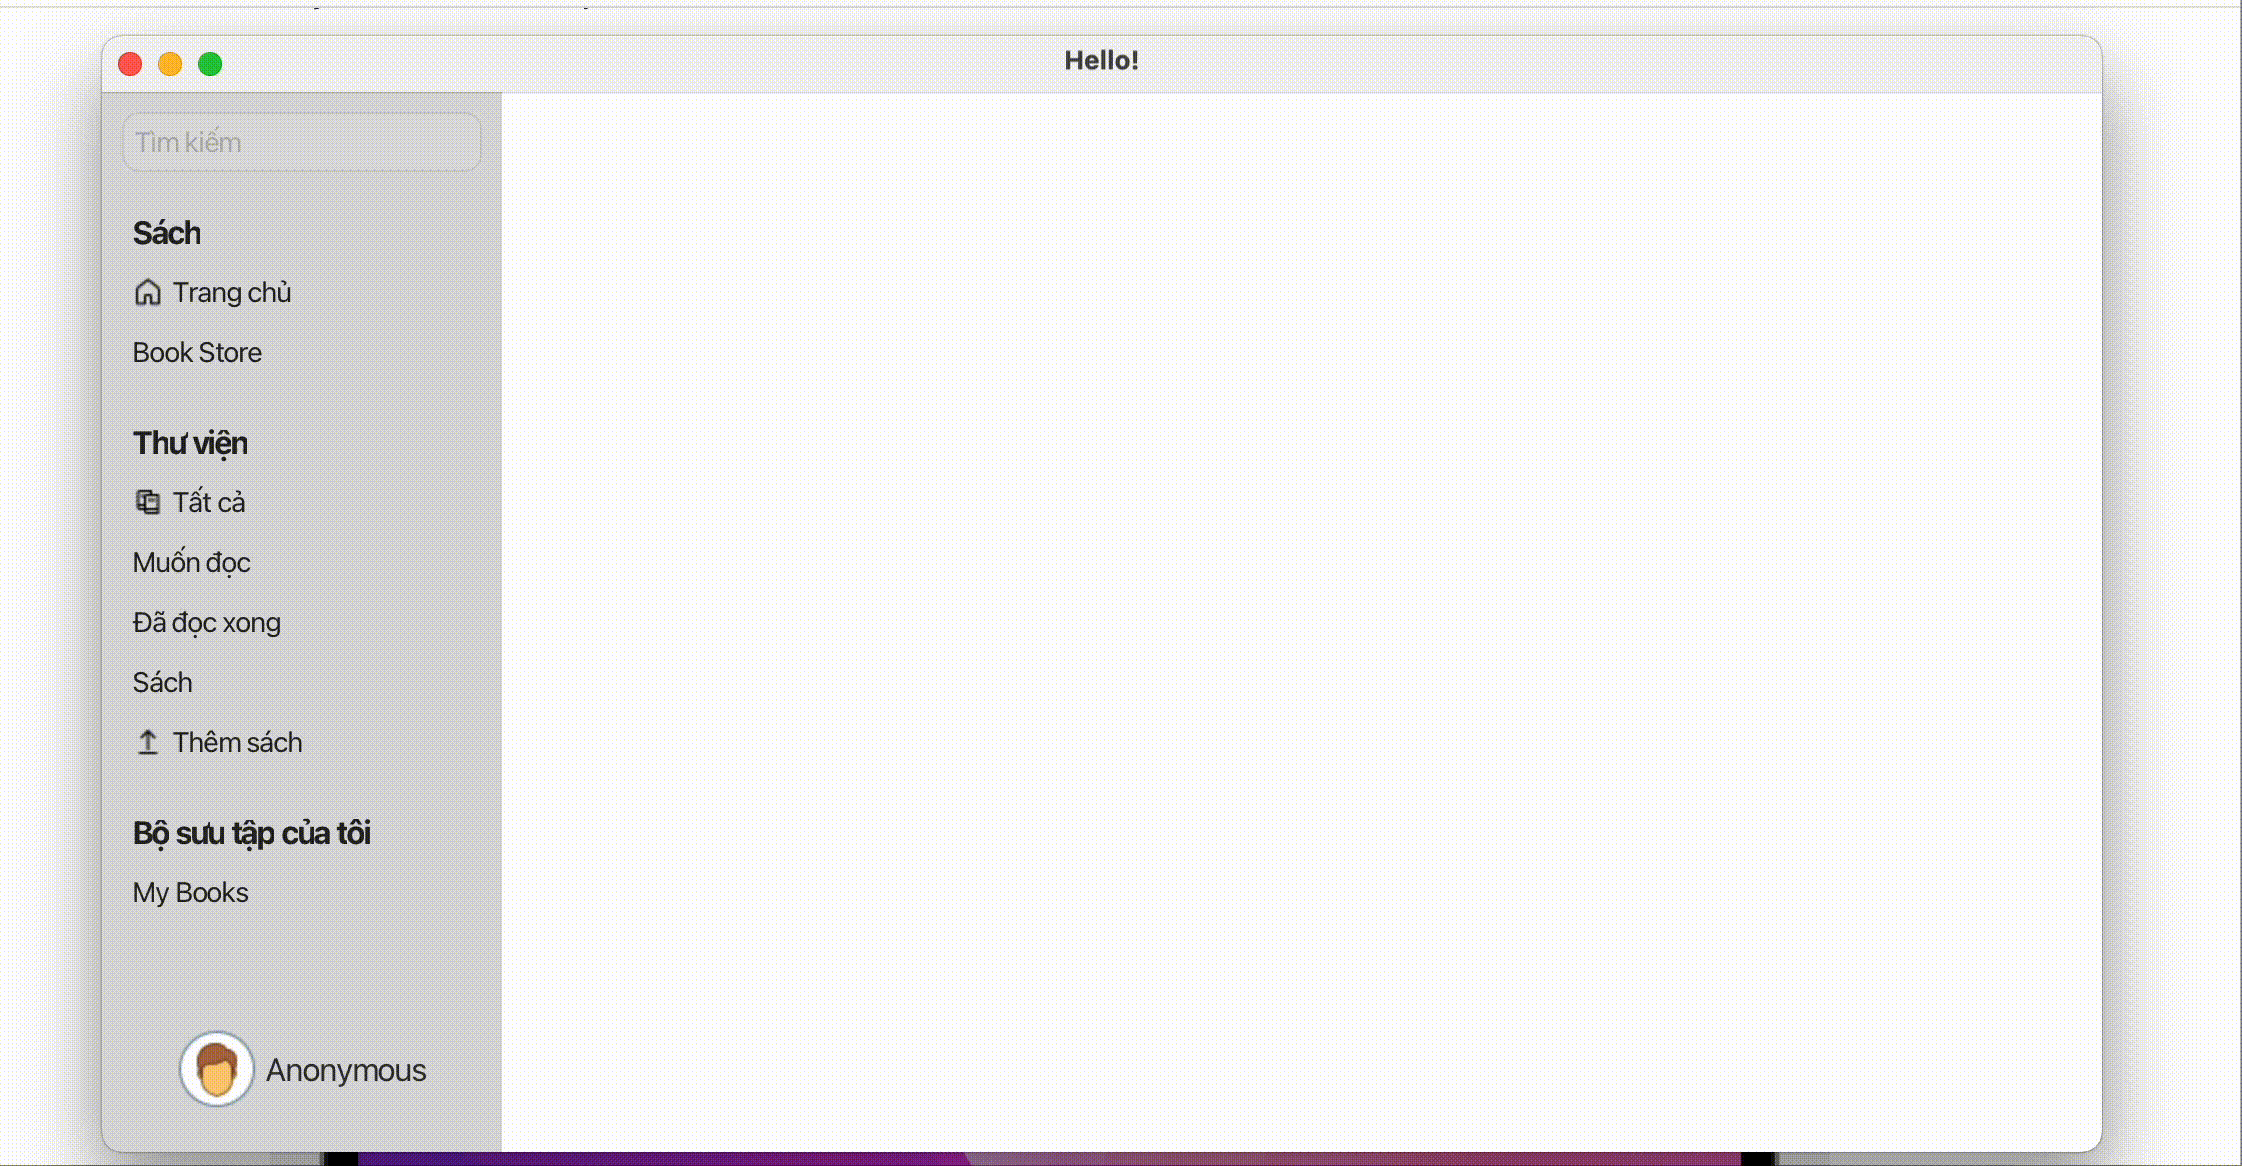 Hello!
Tìm kiếm
Sách
Trang chủ
Book Store
Thư viện
Tất cả
Muốn đọc
Đã đọc xong
Sách
Thêm sách
Bộ sưu tập của tôi
My Books
Anonymous